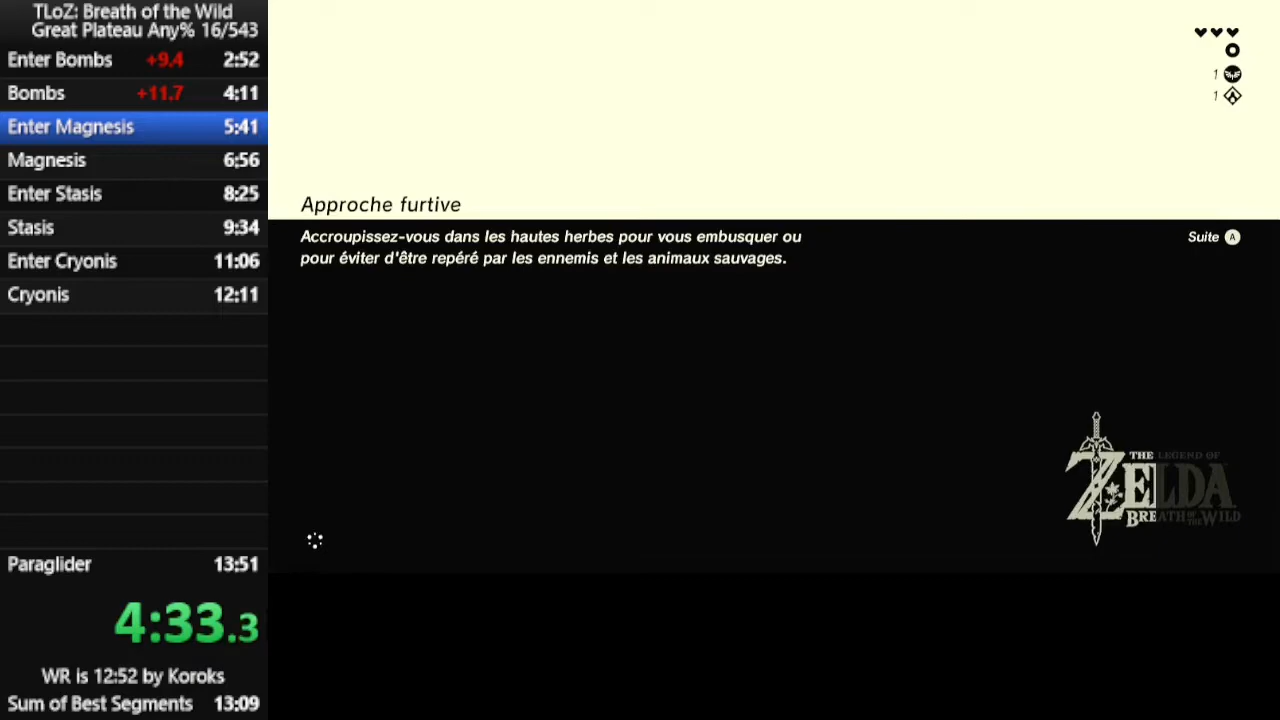 TLoZ: Breath of the Wild
Great Plateau Any% 16/543
Enter Bombs +9.4 2:52
Bombs +11.7 4:11
Enter Magnesis 5:41
Magnesis 6:56
Enter Stasis 8:25
Stasis 9:34
Enter Cryonis 11:06
Cryonis 12:11
Paraglider 13:51
4:33.3
WR is 12:52 by Koroks
Sum of Best Segments 13:09
1
1
Approche furtive
Accroupissez-vous dans les hautes herbes pour vous embusquer ou
pour éviter d'être repéré par les ennemis et les animaux sauvages.
Suite A
THE LEGEND OF
ZELDA
BREATH OF THE WILD